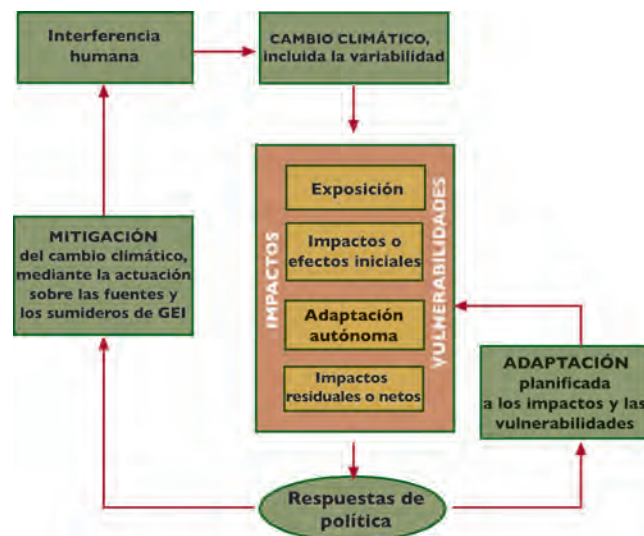 Interferencia
humana
CAMBIO CLIMÁTICO,
incluida la variabilidad
IMPACTOS
Exposición
Impactos o
efectos iniciales
Adaptación
autónoma
Impactos
residuales o netos
VULNERABILIDADES
MITIGACIÓN
del cambio climático,
mediante la actuación
sobre las fuentes y
los sumideros de GEI
ADAPTACIÓN
planificada
a los impactos y las
vulnerabilidades
Respuestas de
política